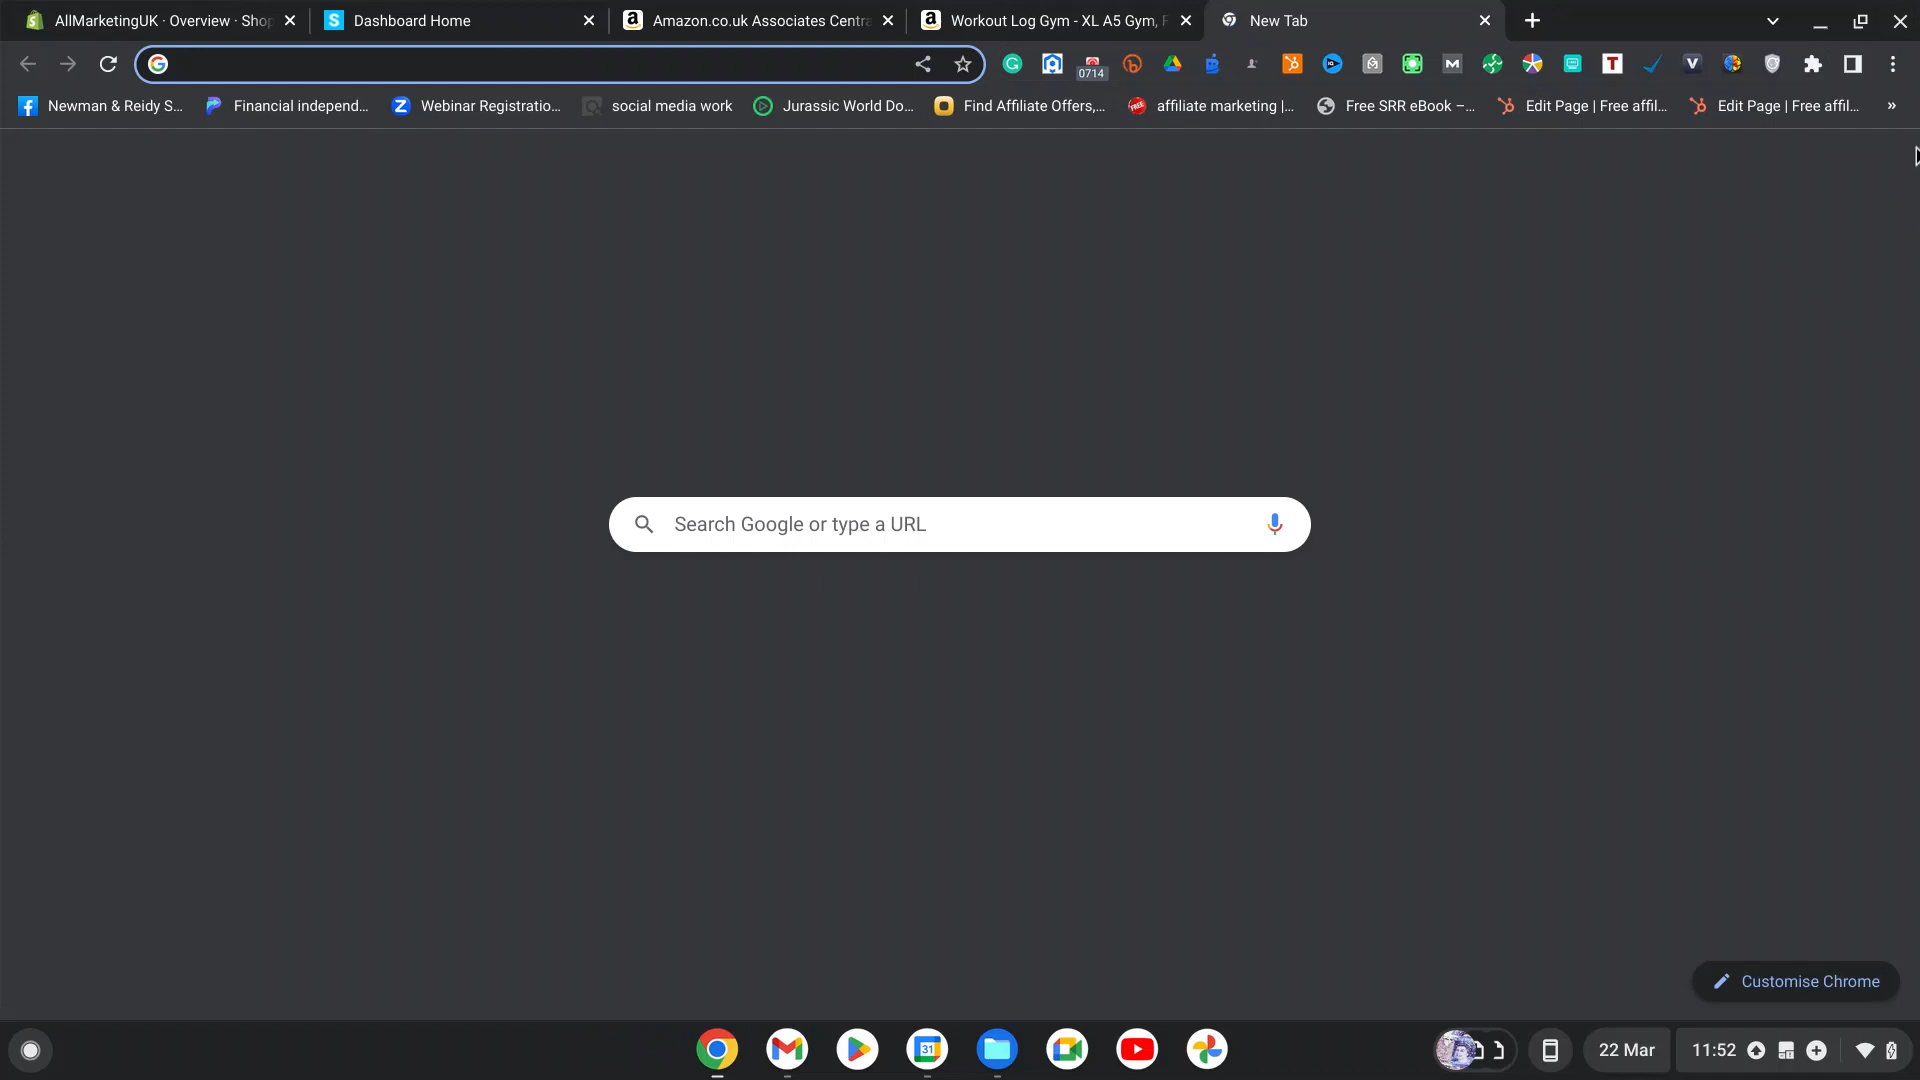 AllMarketingUK · Overview · Shop
Dashboard Home
Amazon.co.uk Associates Centra
Workout Log Gym - XL A5 Gym, F
New Tab
0714
Newman & Reidy S...
Financial independ...
Webinar Registratio...
social media work
Jurassic World Do...
Find Affiliate Offers,...
affiliate marketing |...
Free SRR eBook –...
Edit Page | Free affil...
Edit Page | Free affil...
»
Search Google or type a URL
Customise Chrome
31
22 Mar
11:52